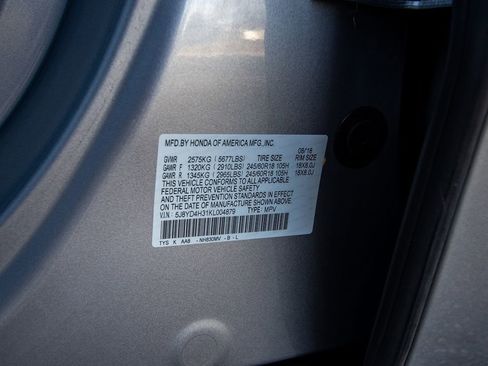 MFD.BY HONDA OF AMERICA MFG.,INC.
06/18
GVWR 2575KG ( 5677LBS) TIRE SIZE RIM SIZE
GAWR F 1320KG ( 2910LBS) 245/60R18 105H 18X8.0J
GAWR R 1345KG ( 2965LBS) 245/60R18 105H 18X8.0J
THIS VEHICLE CONFORMS TO ALL APPLICABLE
FEDERAL MOTOR VEHICLE SAFETY
AND THEFT PREVENTION STANDARDS IN EFFECT
ON THE DATE OF MANUFACTURE SHOWN ABOVE.
V.I.N: 5J8YD4H31KL004879 TYPE: MPV
TYS K AA6 - NH830MV - B - L